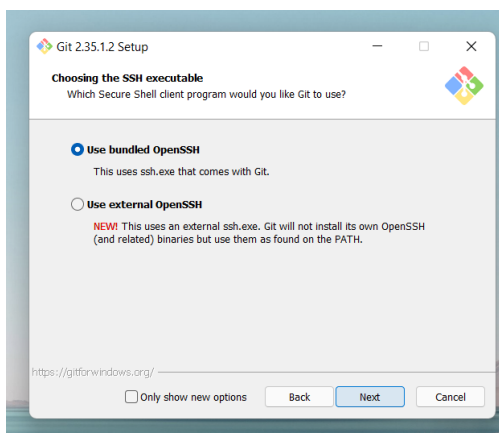 Git 2.35.1.2 Setup
Choosing the SSH executable
Which Secure Shell client program would you like Git to use?
Use bundled OpenSSH
This uses ssh.exe that comes with Git.
Use external OpenSSH
NEW! This uses an external ssh.exe. Git will not install its own OpenSSH
(and related) binaries but use them as found on the PATH.
https://gitforwindows.org/
Only show new options Back Next Cancel